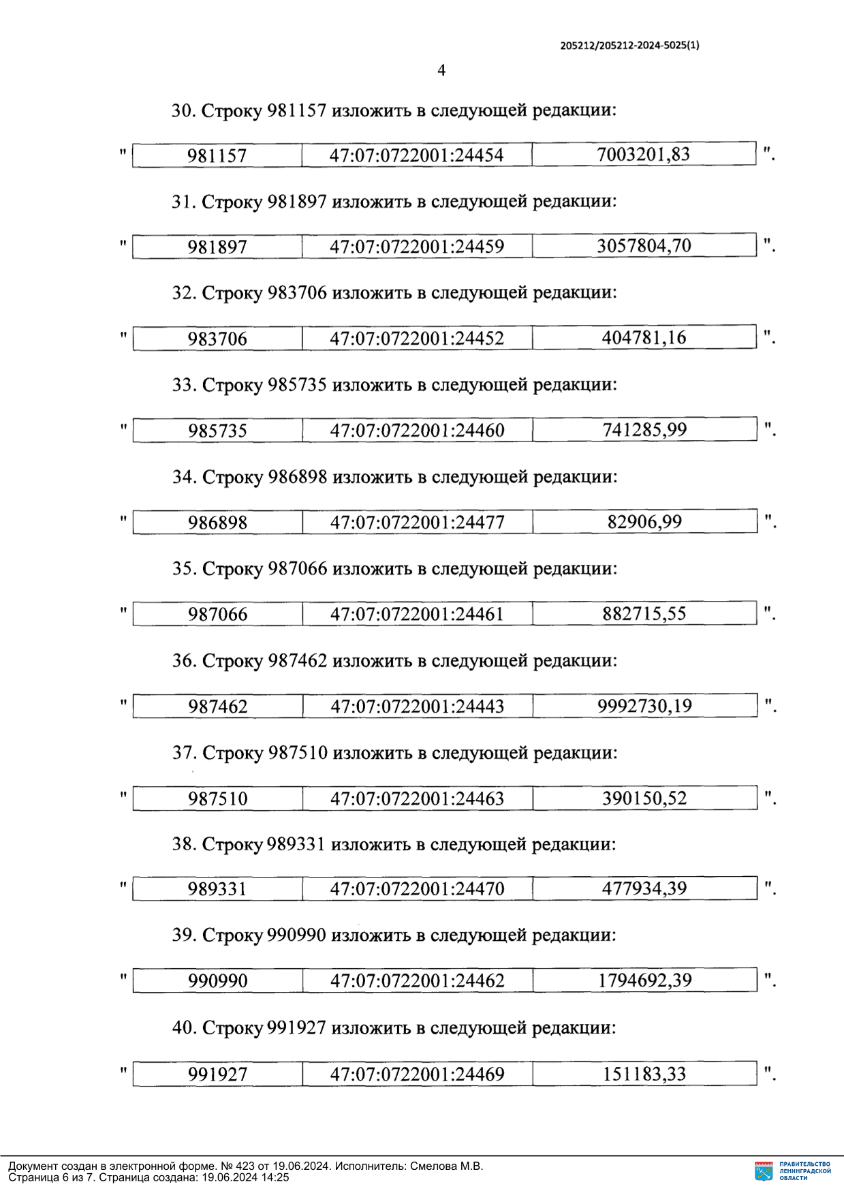 205212/205212-2024-5025(1)
4
30. Строку 981157 изложить в следующей редакции:
" 981157 47:07:0722001:24454 7003201,83 ".
31. Строку 981897 изложить в следующей редакции:
" 981897 47:07:0722001:24459 3057804,70 ".
32. Строку 983706 изложить в следующей редакции:
" 983706 47:07:0722001:24452 404781,16 ".
33. Строку 985735 изложить в следующей редакции:
" 985735 47:07:0722001:24460 741285,99 ".
34. Строку 986898 изложить в следующей редакции:
" 986898 47:07:0722001:24477 82906,99 ".
35. Строку 987066 изложить в следующей редакции:
" 987066 47:07:0722001:24461 882715,55 ".
36. Строку 987462 изложить в следующей редакции:
" 987462 47:07:0722001:24443 9992730,19 ".
37. Строку 987510 изложить в следующей редакции:
" 987510 47:07:0722001:24463 390150,52 ".
38. Строку 989331 изложить в следующей редакции:
" 989331 47:07:0722001:24470 477934,39 ".
39. Строку 990990 изложить в следующей редакции:
" 990990 47:07:0722001:24462 1794692,39 ".
40. Строку 991927 изложить в следующей редакции:
" 991927 47:07:0722001:24469 151183,33 ".
Документ создан в электронной форме. № 423 от 19.06.2024. Исполнитель: Смелова М.В.
Страница 6 из 7. Страница создана: 19.06.2024 14:25
ПРАВИТЕЛЬСТВО
ЛЕНИНГРАДСКОЙ
ОБЛАСТИ